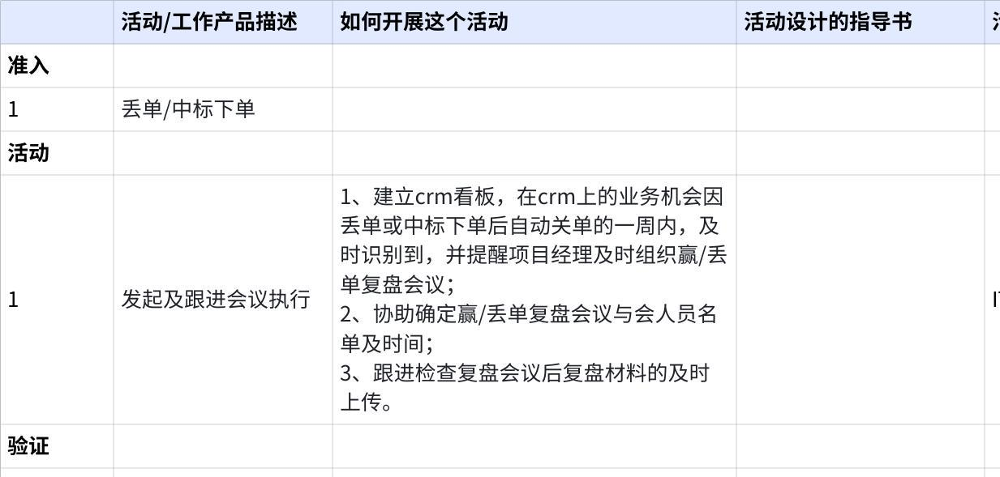 活动/工作产品描述 如何开展这个活动 活动设计的指导书
准入
1 丢单/中标下单
活动
1 发起及跟进会议执行
1、建立crm看板，在crm上的业务机会因
丢单或中标下单后自动关单的一周内，及
时识别到，并提醒项目经理及时组织赢/丢
单复盘会议；
2、协助确定赢/丢单复盘会议与会人员名
单及时间；
3、跟进检查复盘会议后复盘材料的及时
上传。
验证